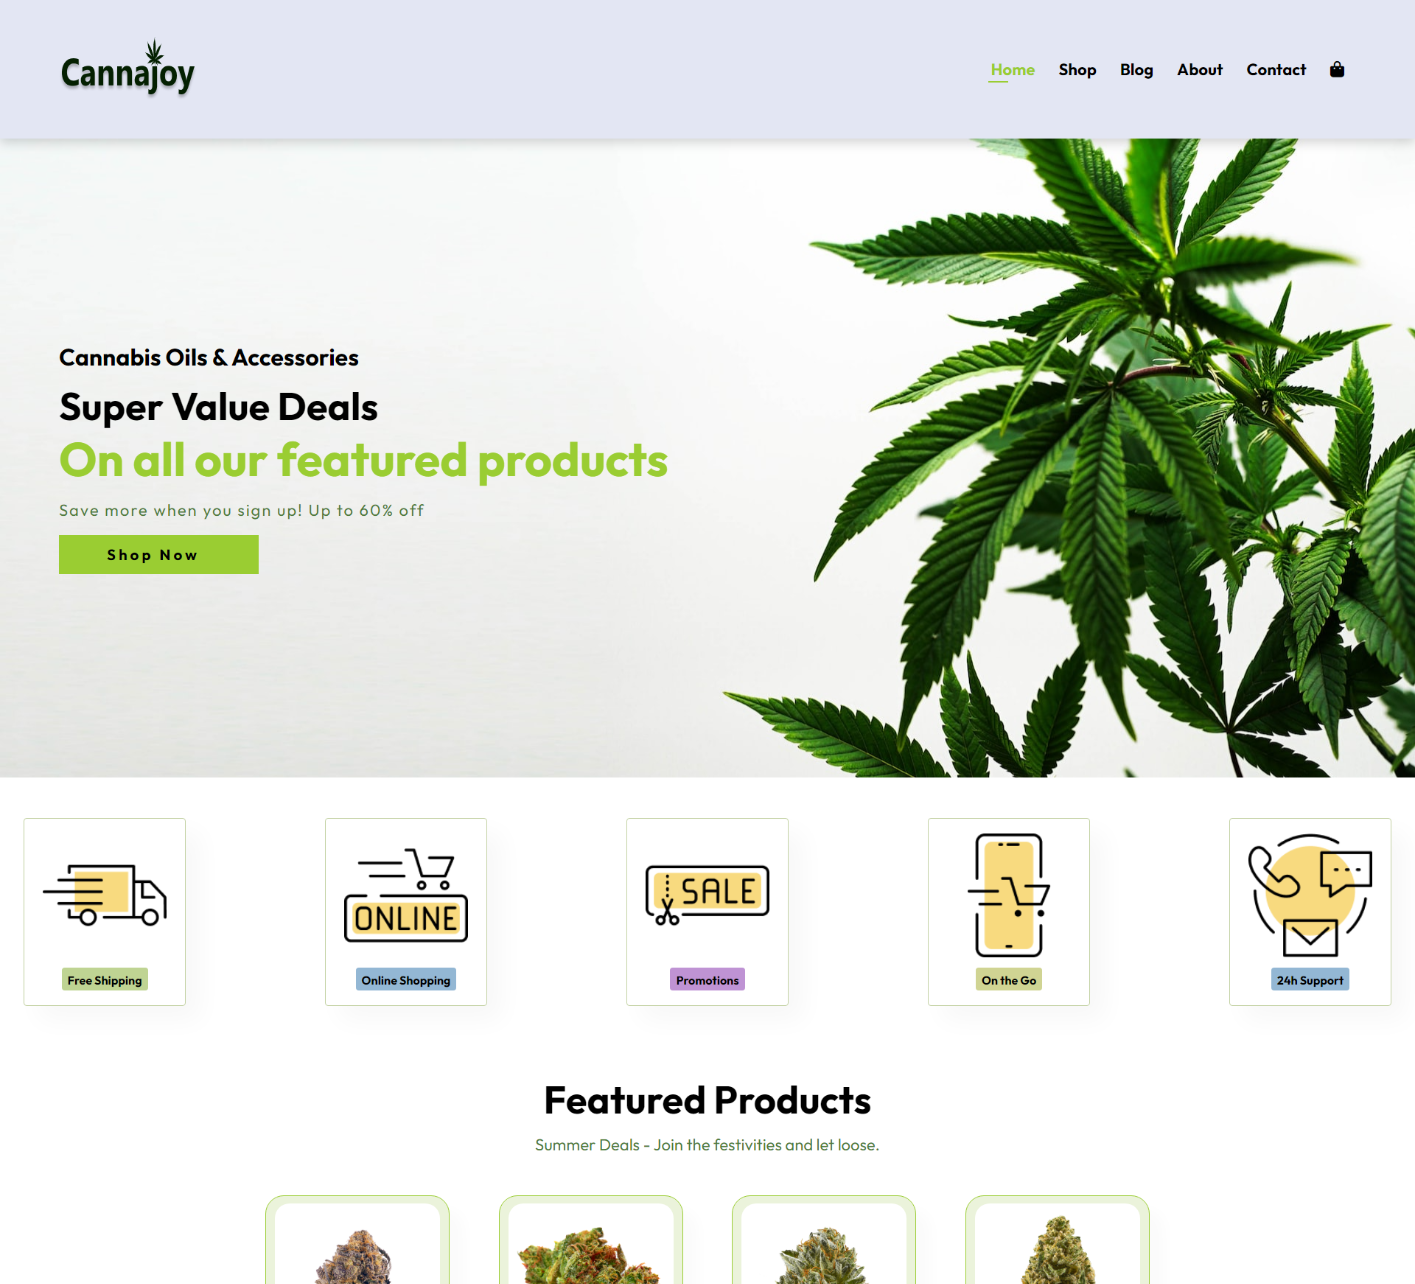 Cannajoy
Home Shop Blog About Contact
Cannabis Oils & Accessories
Super Value Deals
On all our featured products
Save more when you sign up! Up to 60% off
Shop Now
ONLINE
SALE
Free Shipping
Online Shopping
Promotions
On the Go
24h Support
Featured Products
Summer Deals - Join the festivities and let loose.